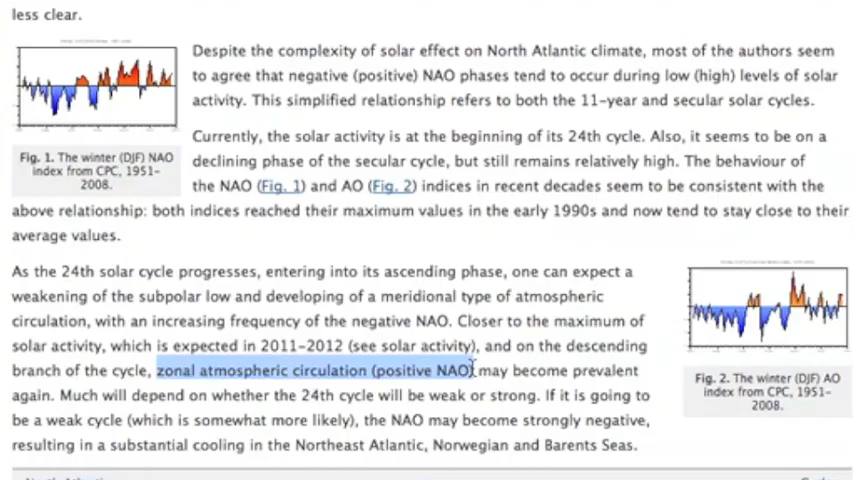 less clear.
Despite the complexity of solar effect on North Atlantic climate, most of the authors seem
to agree that negative (positive) NAO phases tend to occur during low (high) levels of solar
activity. This simplified relationship refers to both the 11-year and secular solar cycles.
Fig. 1. The winter (DJF) NAO
index from CPC, 1951-
2008.
Currently, the solar activity is at the beginning of its 24th cycle. Also, it seems to be on a
declining phase of the secular cycle, but still remains relatively high. The behaviour of
the NAO (Fig. 1) and AO (Fig. 2) indices in recent decades seem to be consistent with the
above relationship: both indices reached their maximum values in the early 1990s and now tend to stay close to their
average values.
As the 24th solar cycle progresses, entering into its ascending phase, one can expect a
weakening of the subpolar low and developing of a meridional type of atmospheric
circulation, with an increasing frequency of the negative NAO. Closer to the maximum of
solar activity, which is expected in 2011-2012 (see solar activity), and on the descending
branch of the cycle, zonal atmospheric circulation (positive NAO) may become prevalent
again. Much will depend on whether the 24th cycle will be weak or strong. If it is going to
be a weak cycle (which is somewhat more likely), the NAO may become strongly negative,
resulting in a substantial cooling in the Northeast Atlantic, Norwegian and Barents Seas.
Fig. 2. The winter (DJF) AO
index from CPC, 1951-
2008.